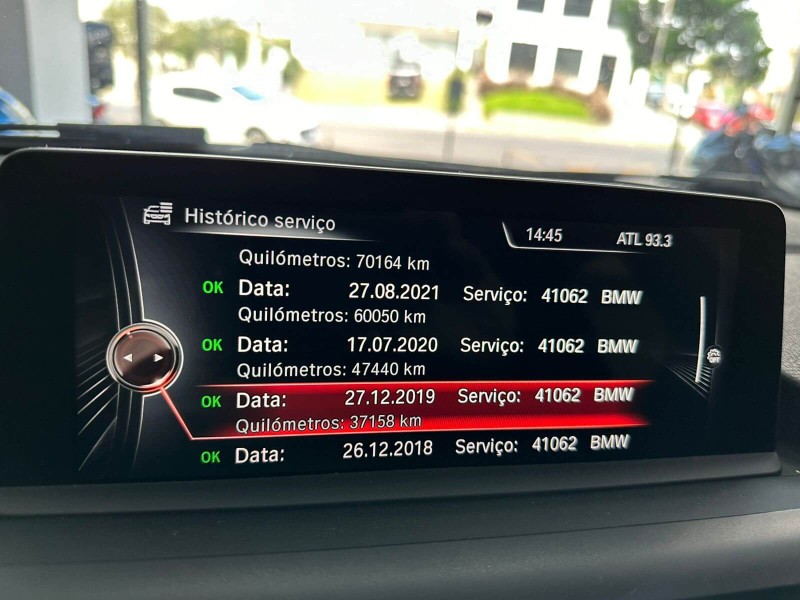 Histórico serviço
14:45
ATL 93.3
Quilómetros: 70164 km
OK Data: 27.08.2021 Serviço: 41062 BMW
Quilómetros: 60050 km
OK Data: 17.07.2020 Serviço: 41062 BMW
Quilómetros: 47440 km
OK Data: 27.12.2019 Serviço: 41062 BMW
Quilómetros: 37158 km
OK Data: 26.12.2018 Serviço: 41062 BMW